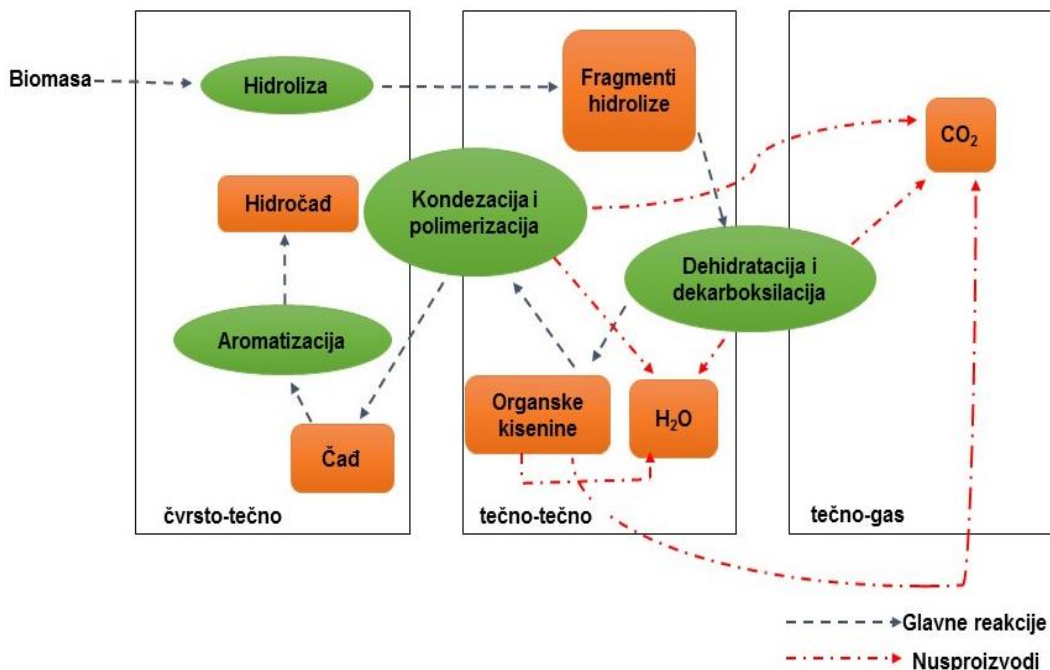 Biomasa
Hidroliza
Fragmenti
hidrolize
CO₂
Hidročađ
Kondezacija i
polimerizacija
Dehidratacija i
dekarboksilacija
Aromatizacija
Organske
kisenine
H₂O
Čađ
čvrsto-tečno
tečno-tečno
tečno-gas
Glavne reakcije
Nusproizvodi